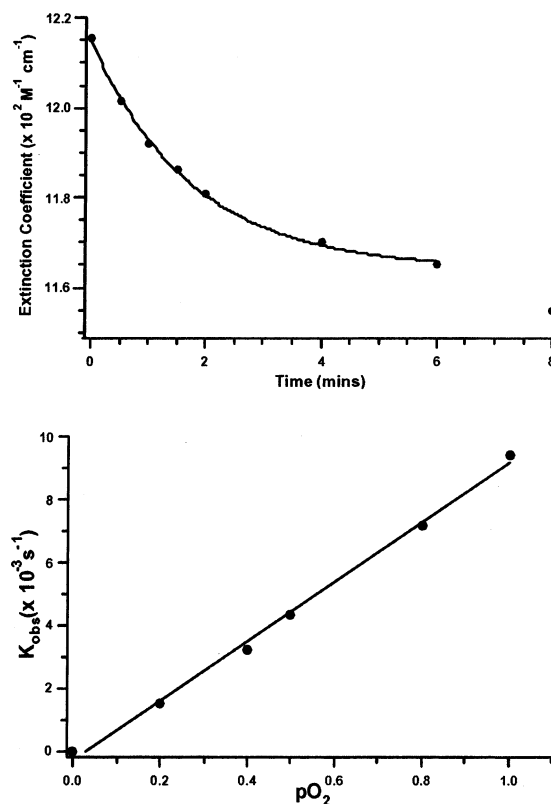 Extinction Coefficient (x 10² M⁻¹ cm⁻¹)
12.2
12.0
11.8
11.6
0 2 4 6 8
Time (mins)
K_obs(x 10⁻³s⁻¹)
10
8
6
4
2
0
0.0 0.2 0.4 0.6 0.8 1.0
pO₂